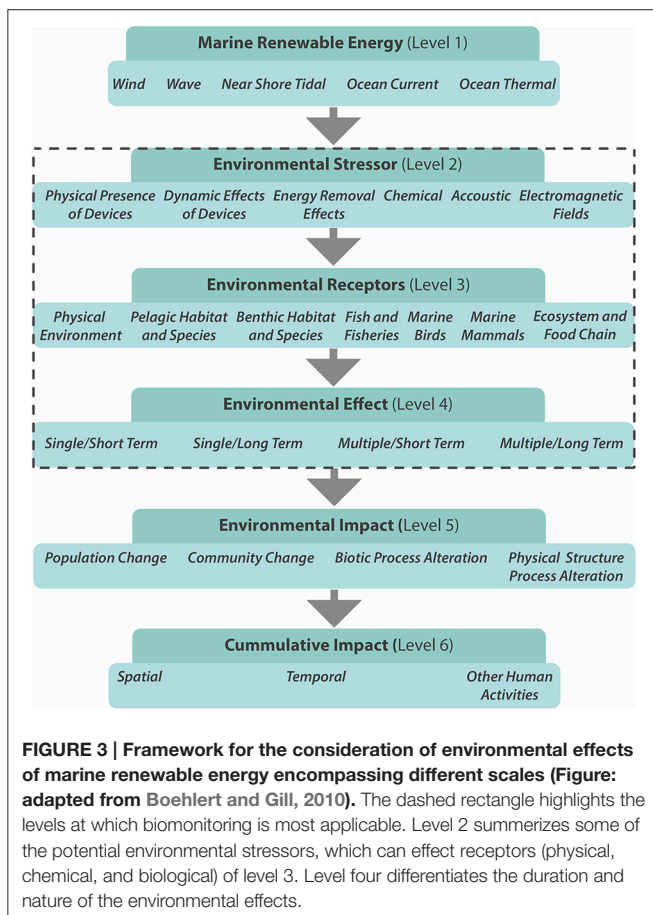 Marine Renewable Energy (Level 1)
Wind Wave Near Shore Tidal Ocean Current Ocean Thermal
Environmental Stressor (Level 2)
Physical Presence Dynamic Effects Energy Removal Chemical Accoustic Electromagnetic
of Devices of Devices Effects Fields
Environmental Receptors (Level 3)
Physical Pelagic Habitat Benthic Habitat Fish and Marine Marine Ecosystem and
Environment and Species and Species Fisheries Birds Mammals Food Chain
Environmental Effect (Level 4)
Single/Short Term Single/Long Term Multiple/Short Term Multiple/Long Term
Environmental Impact (Level 5)
Population Change Community Change Biotic Process Alteration Physical Structure
Process Alteration
Cummulative Impact (Level 6)
Spatial Temporal Other Human
Activities
FIGURE 3 | Framework for the consideration of environmental effects
of marine renewable energy encompassing different scales (Figure:
adapted from Boehlert and Gill, 2010). The dashed rectangle highlights the
levels at which biomonitoring is most applicable. Level 2 summerizes some of
the potential environmental stressors, which can effect receptors (physical,
chemical, and biological) of level 3. Level four differentiates the duration and
nature of the environmental effects.